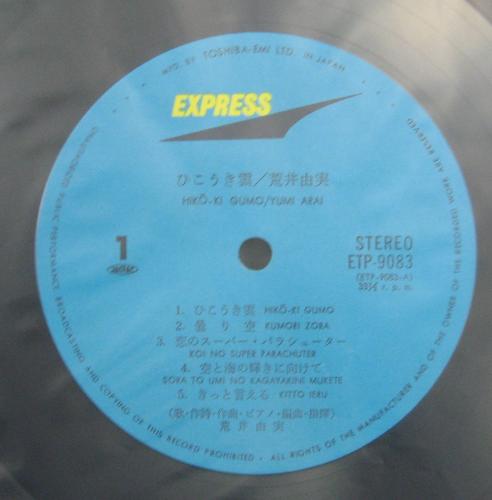 MFD. BY TOSHIBA-EMI LTD. IN JAPAN
EXPRESS
ひこうき雲/荒井由実
HIKŌ-KI GUMO/YUMI ARAI
1
STEREO
ETP-9083
(ETP-9083-A)
33⅓ r. p. m.
1. ひこうき雲 HIKŌ-KI GUMO
2. 曇り空 KUMORI ZORA
3. 恋のスーパー・パラシューター
KOI NO SUPER PARACHUTER
4. 空と海の輝きに向けて
SORA TO UMI NO KAGAYAKINI MUKETE
5. きっと言える KITTO IERU
(歌・作詩・作曲・ピアノ・編曲・指揮)
荒井由実
UNAUTHORIZED PUBLIC PERFORMANCE, BROADCASTING AND COPYING OF THIS RECORD PROHIBITED • ALL RIGHTS OF THE MANUFACTURER AND OF THE OWNER OF THE RECORDED WORK ARE RESERVED